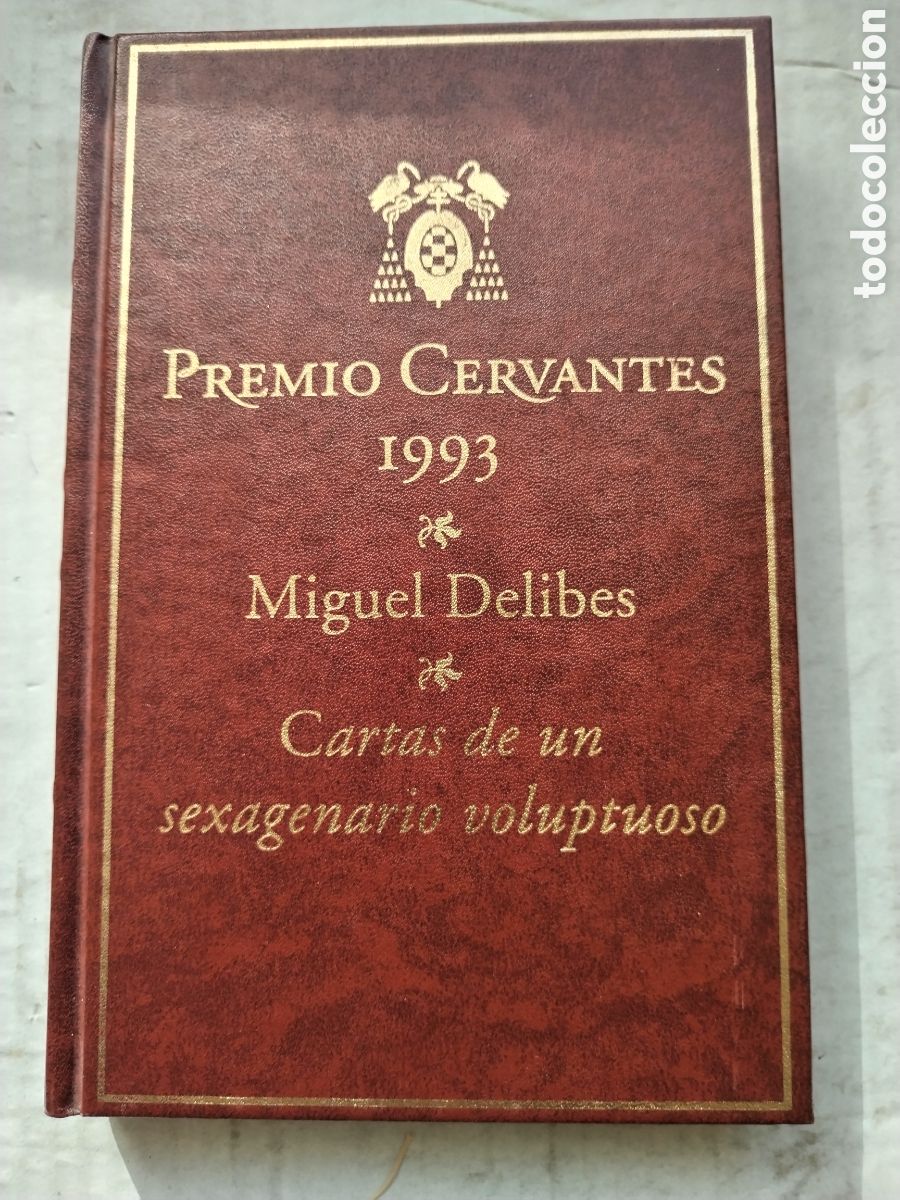 PREMIO CERVANTES
1993
Miguel Delibes
Cartas de un
sexagenario voluptuoso
todocoleccion